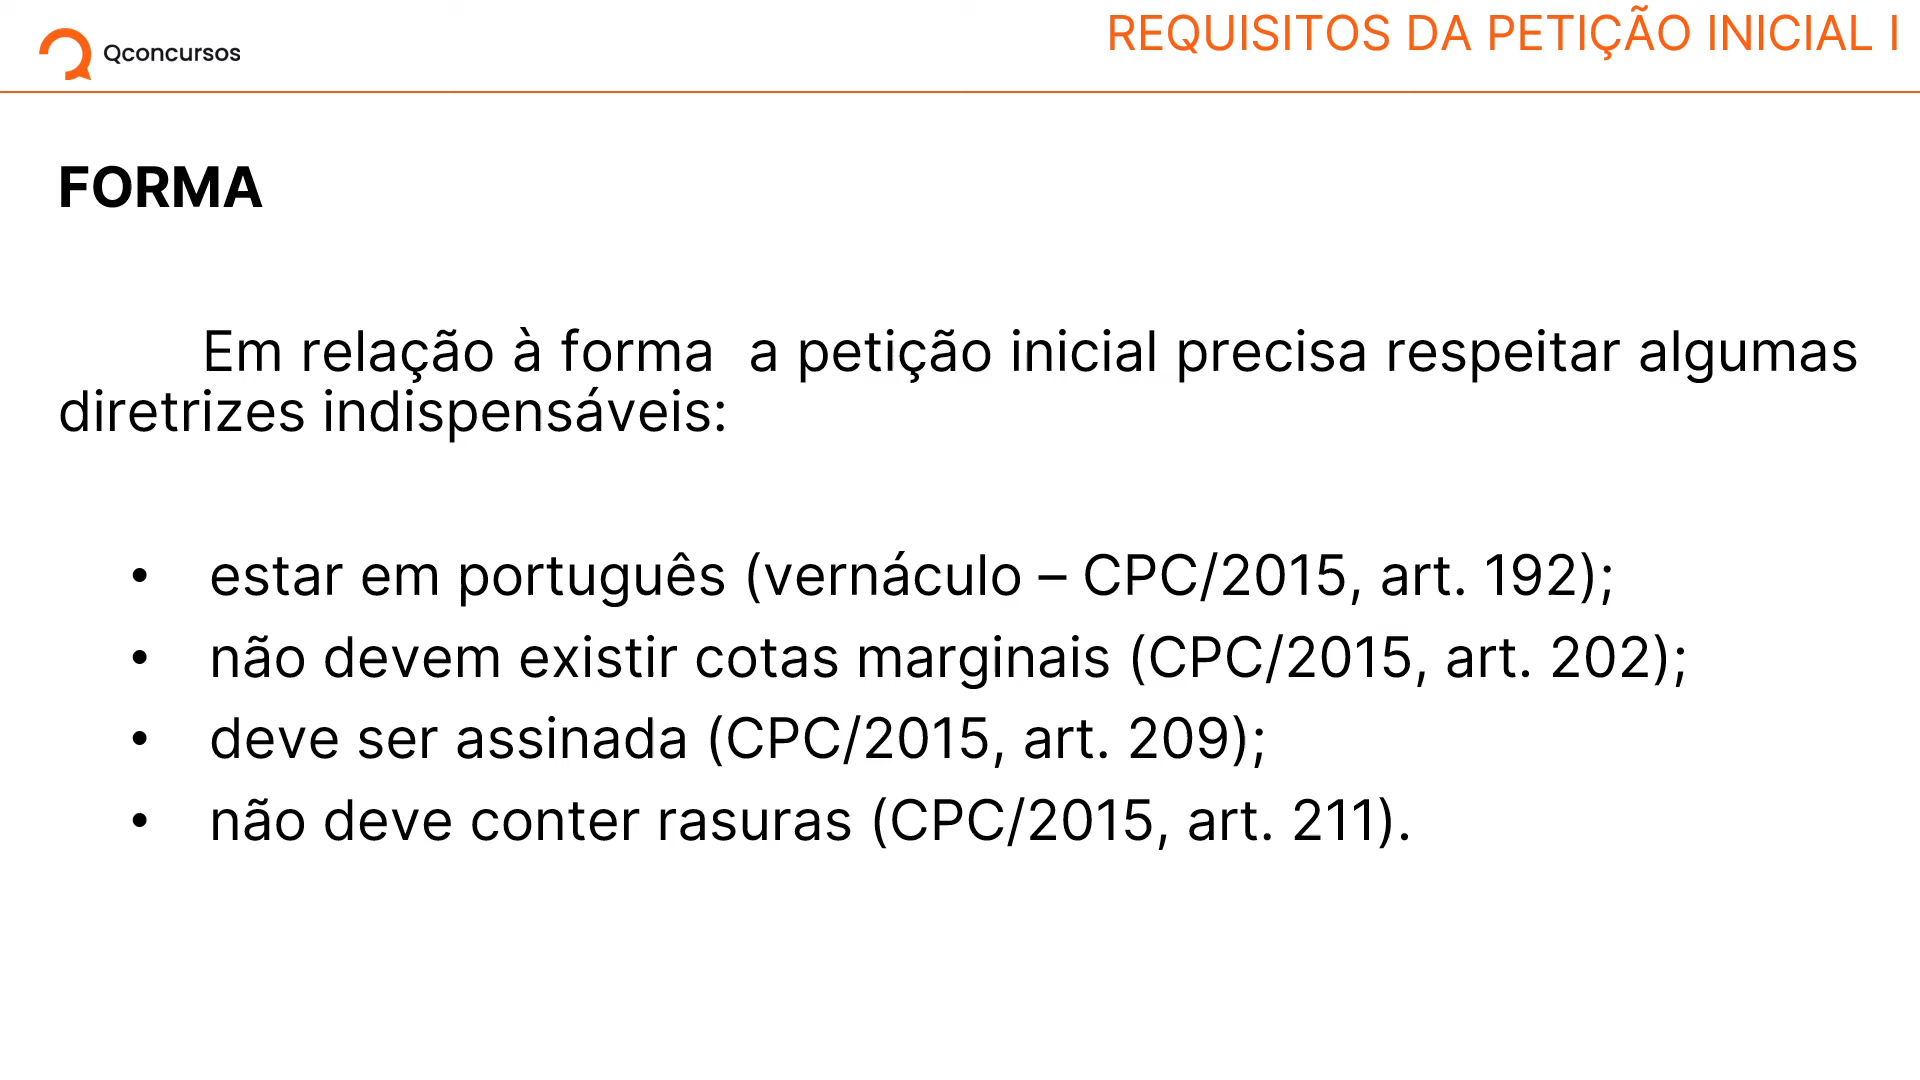 Qconcursos
REQUISITOS DA PETIÇÃO INICIAL I
FORMA
Em relação à forma  a petição inicial precisa respeitar algumas
diretrizes indispensáveis:
• estar em português (vernáculo – CPC/2015, art. 192);
• não devem existir cotas marginais (CPC/2015, art. 202);
• deve ser assinada (CPC/2015, art. 209);
• não deve conter rasuras (CPC/2015, art. 211).